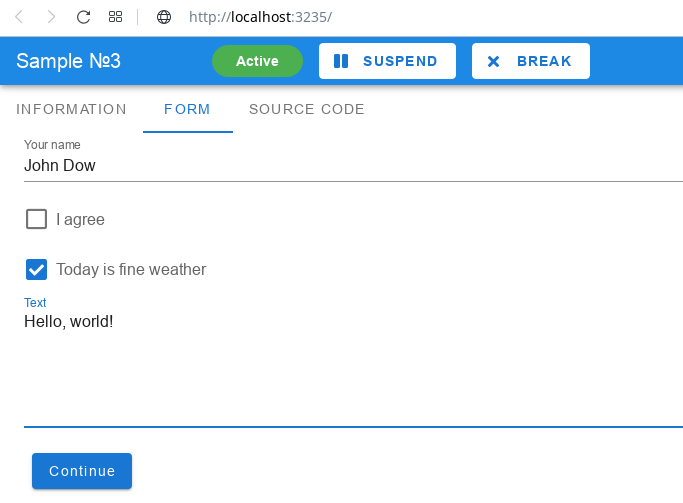 http://localhost:3235/
Sample №3 Active SUSPEND BREAK
INFORMATION FORM SOURCE CODE
Your name
John Dow
I agree
Today is fine weather
Text
Hello, world!
Continue